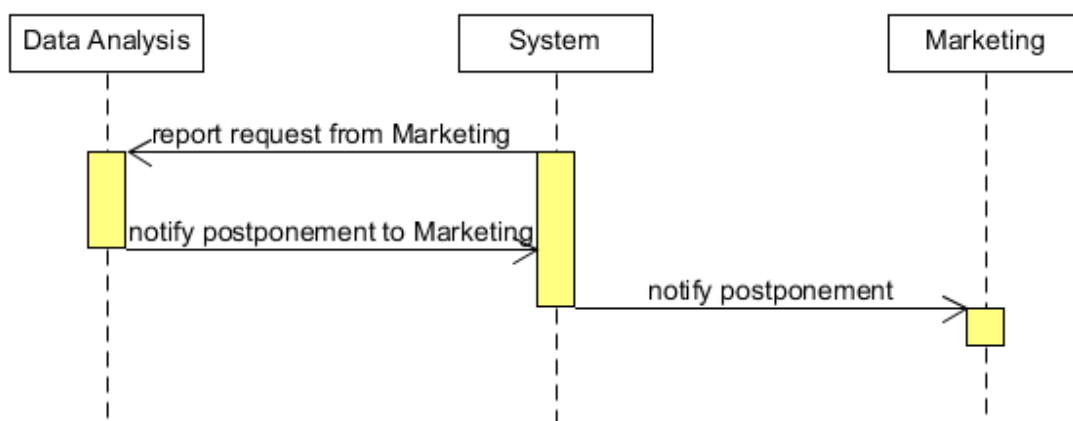 Data Analysis
System
Marketing
report request from Marketing
notify postponement to Marketing
notify postponement